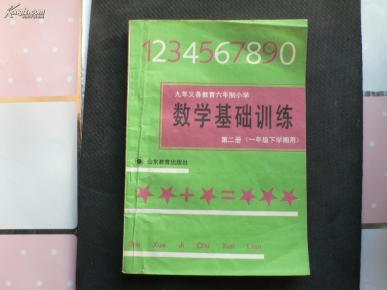 1234567890
九年义务教育六年制小学
数学基础训练
第二册（一年级下学期用）
山东教育出版社
Shu Xue Ji Chu Xun Lian